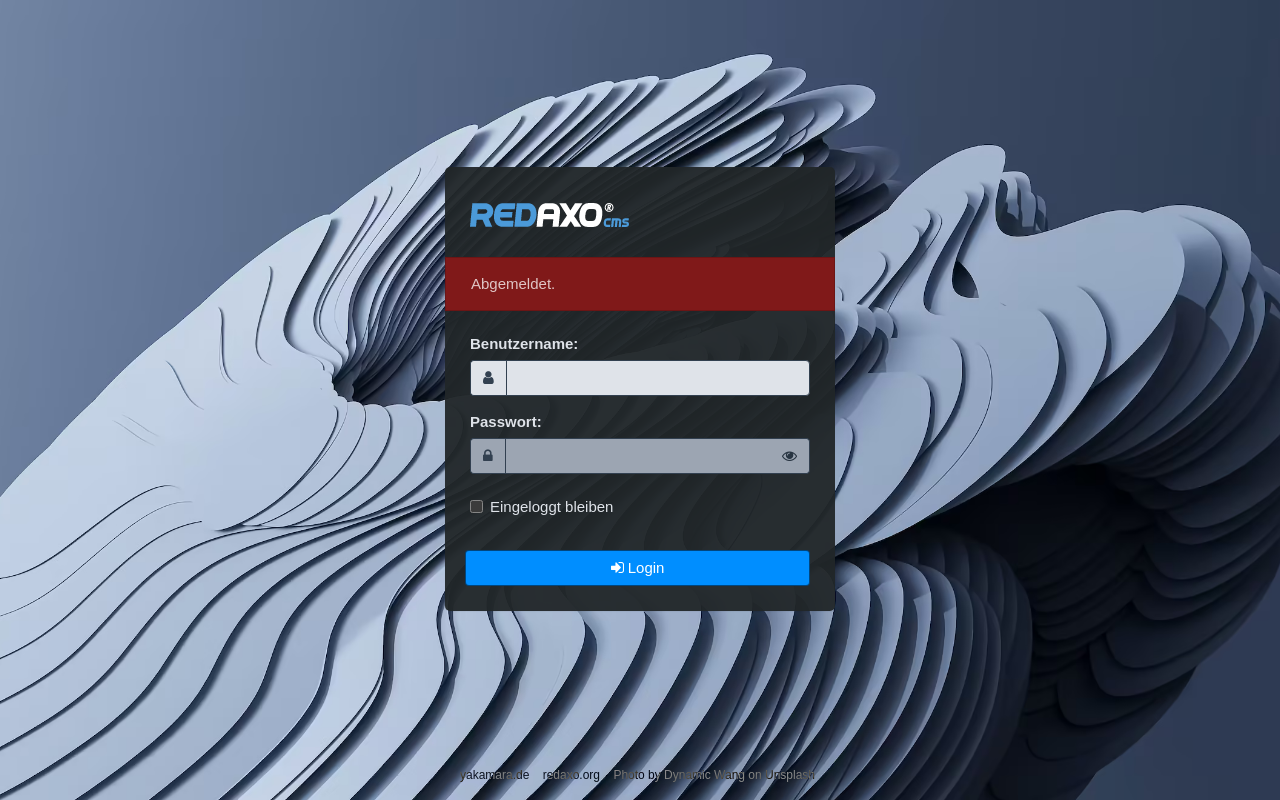 REDAXO® cms
Abgemeldet.
Benutzername:
Passwort:
Eingeloggt bleiben
Login
yakamara.de redaxo.org Photo by Dynamic Wang on Unsplash